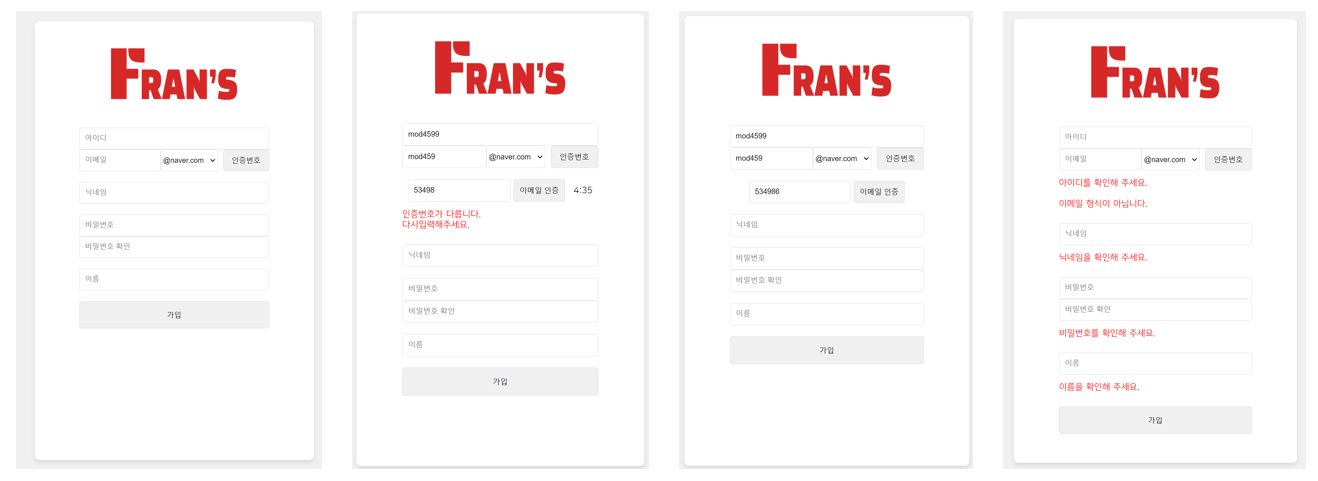 FRAN'S
아이디
이메일 @naver.com 인증번호
닉네임
비밀번호
비밀번호 확인
이름
가입
FRAN'S
mod4599
mod459 @naver.com 인증번호
53498 이메일 인증 4:35
인증번호가 다릅니다.
다시입력해주세요.
닉네임
비밀번호
비밀번호 확인
이름
가입
FRAN'S
mod4599
mod459 @naver.com 인증번호
534986 이메일 인증
닉네임
비밀번호
비밀번호 확인
이름
가입
FRAN'S
아이디
이메일 @naver.com 인증번호
아이디를 확인해 주세요.
이메일 형식이 아닙니다.
닉네임
닉네임을 확인해 주세요.
비밀번호
비밀번호 확인
비밀번호를 확인해 주세요.
이름
이름을 확인해 주세요.
가입